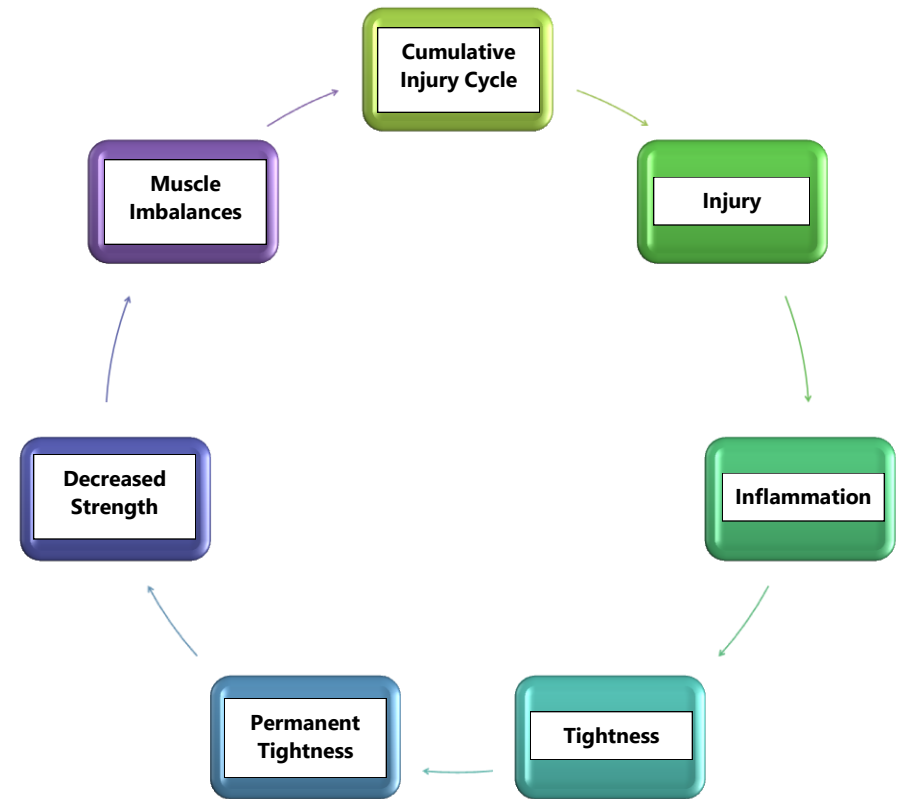 Cumulative
Injury Cycle
Injury
Inflammation
Tightness
Permanent
Tightness
Decreased
Strength
Muscle
Imbalances